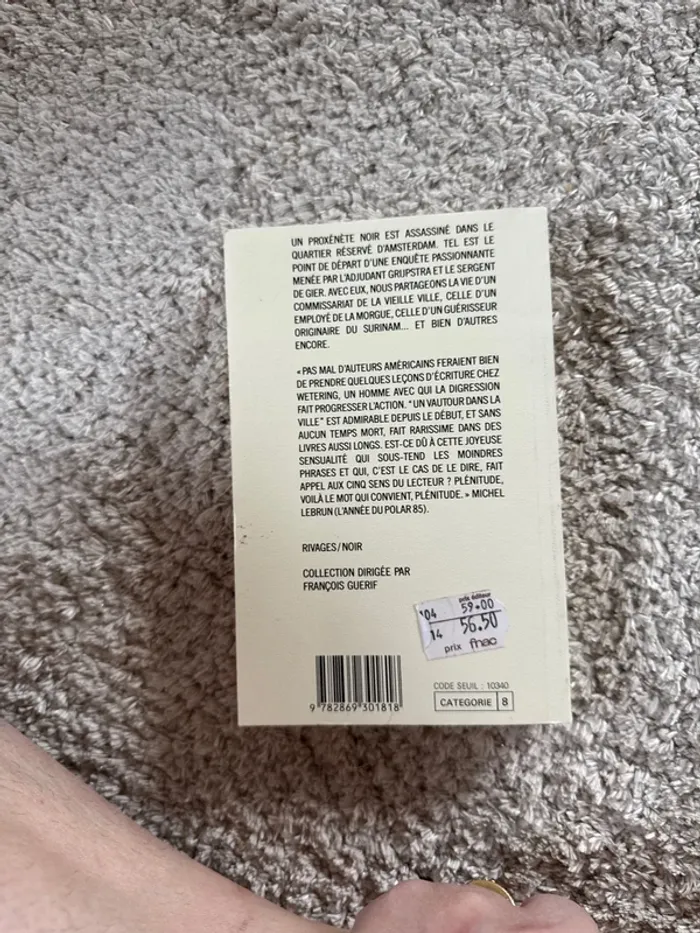 UN PROXÉNÈTE NOIR EST ASSASSINÉ DANS LE
QUARTIER RÉSERVÉ D'AMSTERDAM. TEL EST LE
POINT DE DÉPART D'UNE ENQUÊTE PASSIONNANTE
MENÉE PAR L'ADJUDANT GRIJPSTRA ET LE SERGENT
DE GIER. AVEC EUX, NOUS PARTAGEONS LA VIE D'UN
COMMISSARIAT DE LA VIEILLE VILLE, CELLE D'UN
EMPLOYÉ DE LA MORGUE, CELLE D'UN GUÉRISSEUR
ORIGINAIRE DU SURINAM... ET BIEN D'AUTRES
ENCORE.
« PAS MAL D'AUTEURS AMÉRICAINS FERAIENT BIEN
DE PRENDRE QUELQUES LEÇONS D'ÉCRITURE CHEZ
WETERING, UN HOMME AVEC QUI LA DIGRESSION
FAIT PROGRESSER L'ACTION. "UN VAUTOUR DANS LA
VILLE" EST ADMIRABLE DEPUIS LE DÉBUT, ET SANS
AUCUN TEMPS MORT, FAIT RARISSIME DANS DES
LIVRES AUSSI LONGS. EST-CE DÛ À CETTE JOYEUSE
SENSUALITÉ QUI SOUS-TEND LES MOINDRES
PHRASES ET QUI, C'EST LE CAS DE LE DIRE, FAIT
APPEL AUX CINQ SENS DU LECTEUR ? PLÉNITUDE,
VOILÀ LE MOT QUI CONVIENT, PLÉNITUDE. » MICHEL
LEBRUN (L'ANNÉE DU POLAR 85).
RIVAGES/NOIR
COLLECTION DIRIGÉE PAR
FRANÇOIS GUERIF
prix éditeur
04 59.00
14 56.50
prix fnac
CODE SEUIL : 10340
CATEGORIE 8
9 782869 301818